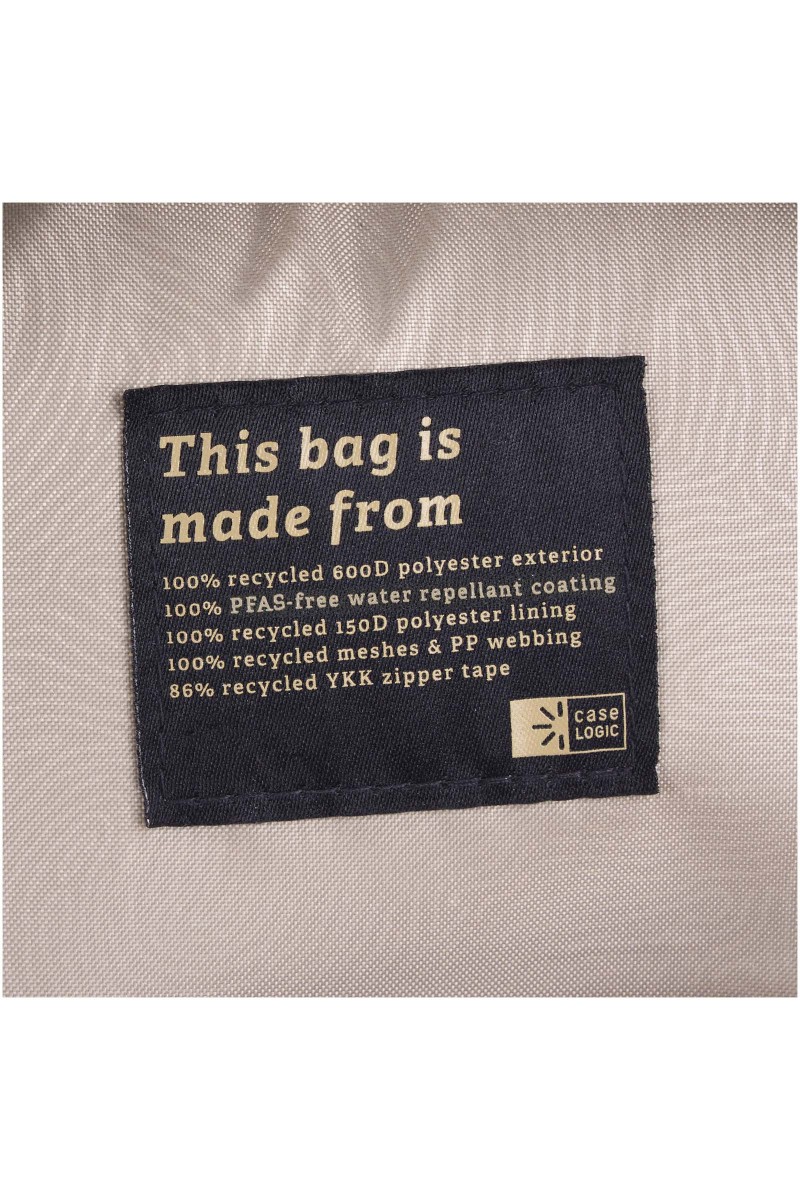 This bag is
made from
100% recycled 600D polyester exterior
100% PFAS-free water repellant coating
100% recycled 150D polyester lining
100% recycled meshes & PP webbing
86% recycled YKK zipper tape
case
LOGIC